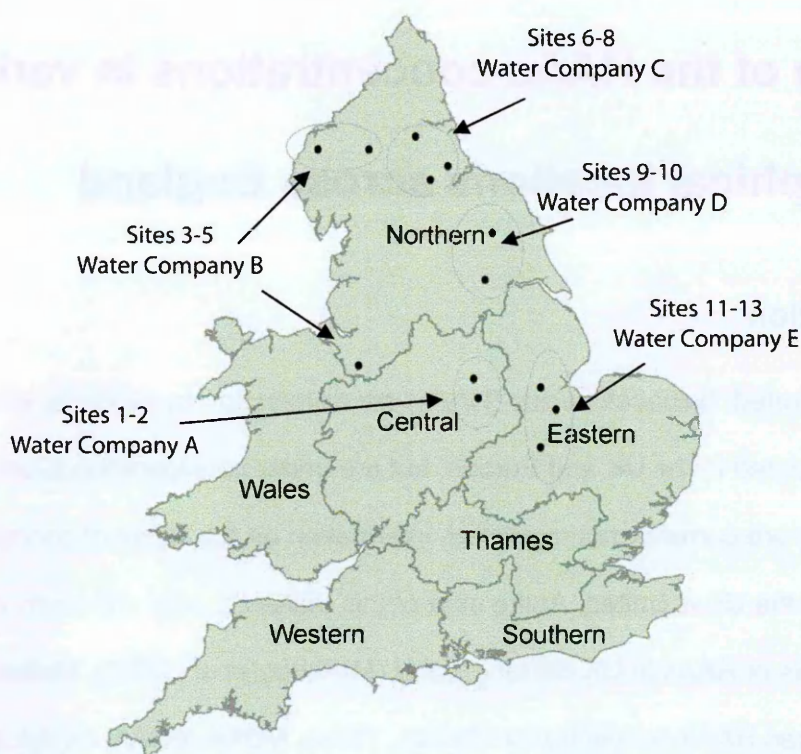 Sites 6-8
Water Company C
Sites 9-10
Water Company D
Northern
Sites 3-5
Water Company B
Sites 11-13
Water Company E
Sites 1-2
Water Company A
Central
Eastern
Wales
Thames
Western
Southern